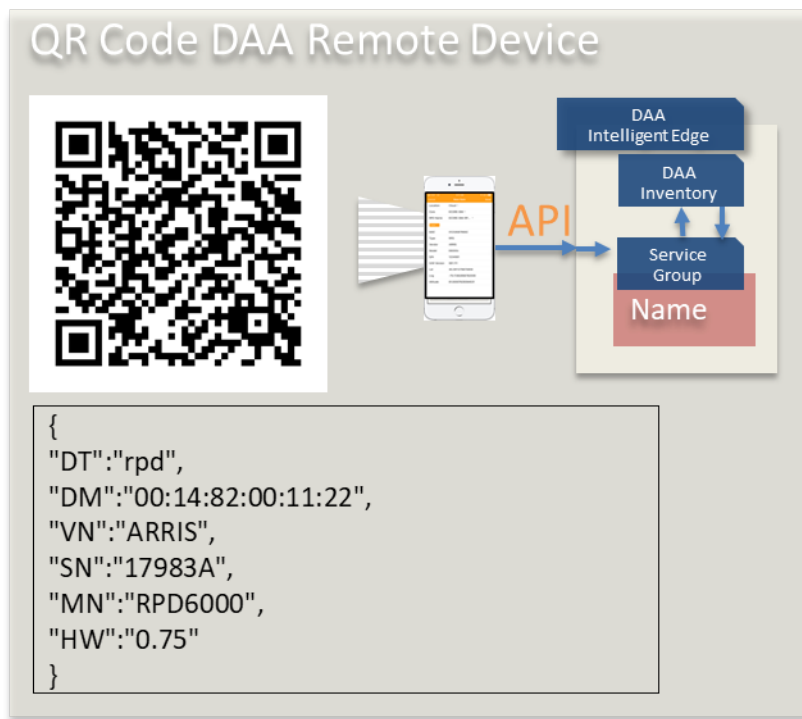 QR Code DAA Remote Device
DAA
Intelligent Edge
DAA
Inventory
API
Service
Group
Name
{
"DT":"rpd",
"DM":"00:14:82:00:11:22",
"VN":"ARRIS",
"SN":"17983A",
"MN":"RPD6000",
"HW":"0.75"
}